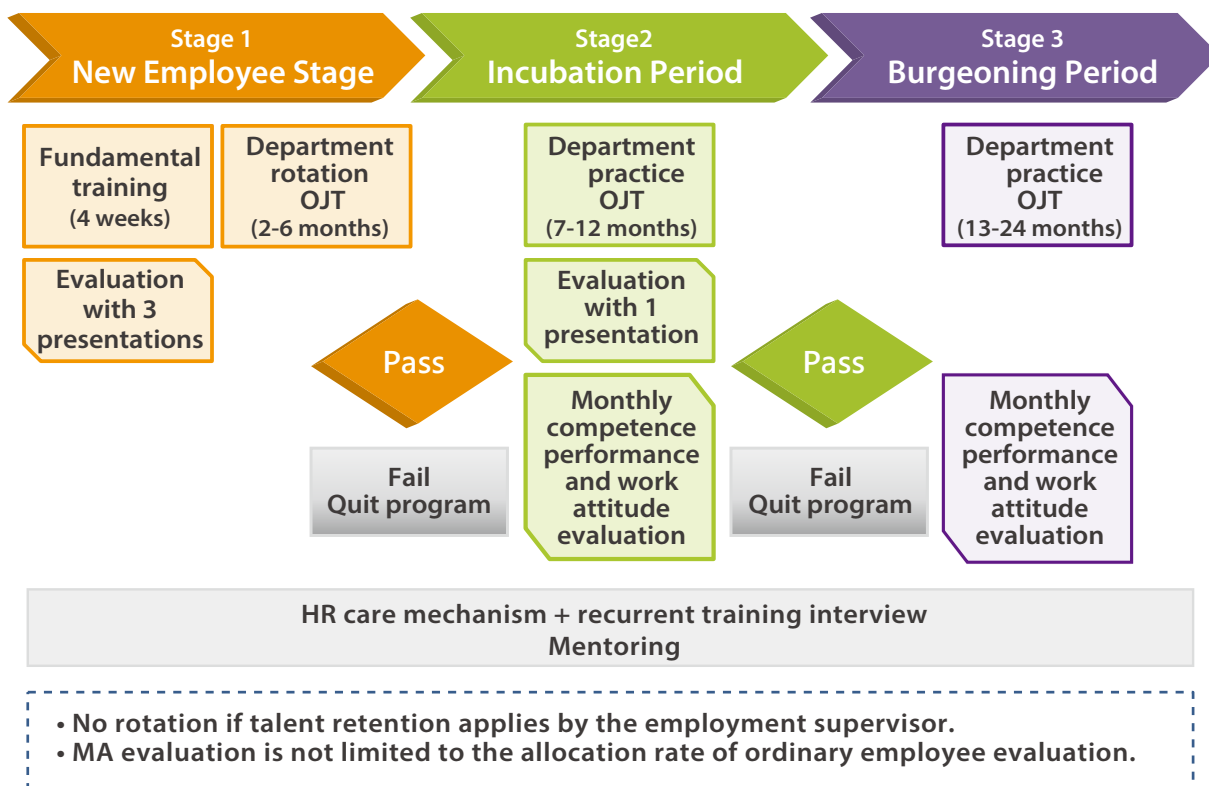 Stage 1
New Employee Stage
Stage2
Incubation Period
Stage 3
Burgeoning Period
Fundamental
training
(4 weeks)
Department
rotation
OJT
(2-6 months)
Department
practice
OJT
(7-12 months)
Department
practice
OJT
(13-24 months)
Evaluation
with 3
presentations
Pass
Fail
Quit program
Evaluation
with 1
presentation
Monthly
competence
performance
and work
attitude
evaluation
Pass
Fail
Quit program
Monthly
competence
performance
and work
attitude
evaluation
HR care mechanism + recurrent training interview
Mentoring
• No rotation if talent retention applies by the employment supervisor.
• MA evaluation is not limited to the allocation rate of ordinary employee evaluation.